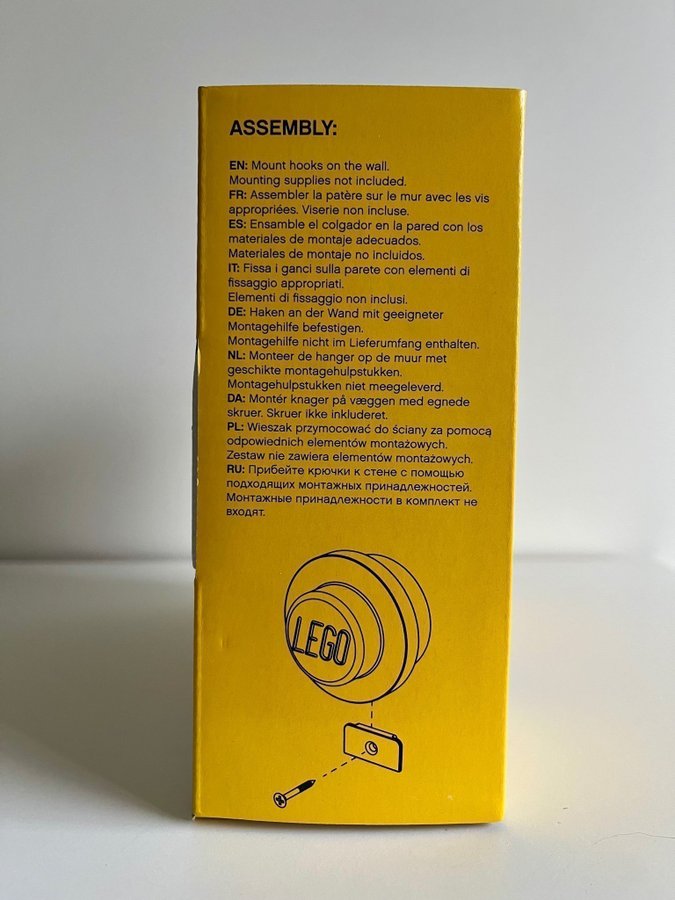 ASSEMBLY:
EN: Mount hooks on the wall.
Mounting supplies not included.
FR: Assembler la patère sur le mur avec les vis
appropriées. Viserie non incluse.
ES: Ensamble el colgador en la pared con los
materiales de montaje adecuados.
Materiales de montaje no incluidos.
IT: Fissa i ganci sulla parete con elementi di
fissaggio appropriati.
Elementi di fissaggio non inclusi.
DE: Haken an der Wand mit geeigneter
Montagehilfe befestigen.
Montagehilfe nicht im Lieferumfang enthalten.
NL: Monteer de hanger op de muur met
geschikte montagehulpstukken.
Montagehulpstukken niet meegeleverd.
DA: Montér knager på væggen med egnede
skruer. Skruer ikke inkluderet.
PL: Wieszak przymocować do ściany za pomocą
odpowiednich elementów montażowych.
Zestaw nie zawiera elementów montażowych.
RU: Прибейте крючки к стене с помощью
подходящих монтажных принадлежностей.
Монтажные принадлежности в комплект не
входят.
LEGO